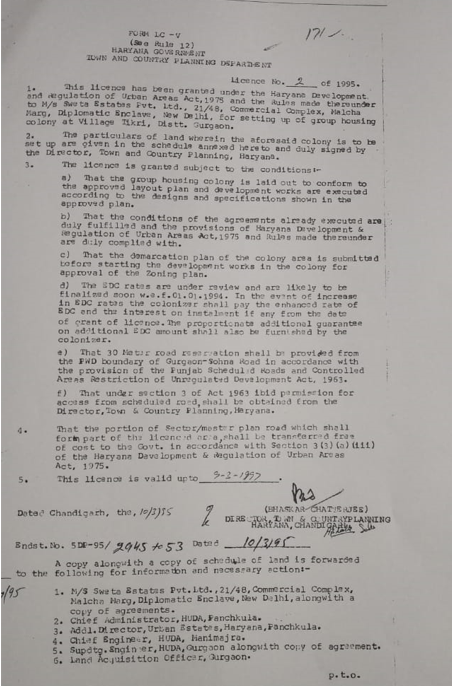 171/-
FORM LC -V
(See Rule 12)
HARYANA GOVERNMENT
TOWN AND COUNTRY PLANNING DEPARTMENT
Licence No. 2 of 1995.
1. This licence has been granted under the Haryana Development
and Regulation of Urban Areas Act,1975 and the Rules made thereunder
to M/s Sweta Estates Pvt. Ltd., 21/48, Commercial Complex, Malcha
Marg, Diplomatic Enclave, New Delhi, for setting up of group housing
colony at Village Tikri, Distt. Gurgaon.
2. The particulars of land wherein the aforesaid colony is to be
set up are given in the schedule annexed hereto and duly signed by
the Director, Town and Country Planning, Haryana.
3. The licence is granted subject to the conditions:-
a) That the group housing colony is laid out to conform to
the approved layout plan and development works are executed
according to the designs and specifications shown in the
approved plan.
b) That the conditions of the agreements already executed are
duly fulfilled and the provisions of Haryana Development &
Regulation of Urban Areas Act,1975 and Rules made thereunder
are duly complied with.
c) That the demarcation plan of the colony area is submitted
before starting the development works in the colony for
approval of the Zoning plan.
d) The EDC rates are under review and are likely to be
finalised soon w.e.f.01.01.1994. In the event of increase
in EDC rates the colonizer shall pay the enhanced rate of
EDC and the interest on instalment if any from the date
of grant of licence.The proportionate additional guarantee
on additional EDC amount shall also be furnished by the
colonizer.
e) That 30 Meter road reservation shall be provided from
the PWD boundary of Gurgaon-Sohna Road in accordance with
the provision of the Punjab Scheduled Roads and Controlled
Areas Restriction of Unregulated Development Act, 1963.
f) That under section 3 of Act 1963 ibid permission for
access from scheduled road,shall be obtained from the
Director,Town & Country Planning,Haryana.
4. That the portion of Sector/master plan road which shall
form part of the licenced area,shall be transferred free
of cost to the Govt. in accordance with Section 3(3)(a)(iii)
of the Haryana Development & Regulation of Urban Areas
Act, 1975.
5. This licence is valid upto 9-3-1997
Dated Chandigarh, the, 10/3/95
(BHASKAR CHATTERJEE)
DIRECTOR,TOWN & COUNTRYPLANNING
HARYANA,CHANDIGARH
Endst.No. 5DP-95/ 2945 to 53 Dated 10/3/95
A copy alongwith a copy of schedule of land is forwarded
to the following for information and necessary action:-
1. M/S Sweta Estates Pvt.Ltd.,21/48,Commercial Complex,
Malcha Marg,Diplomatic Enclave,New Delhi,alongwith a
copy of agreements.
2. Chief Administrator,HUDA,Panchkula.
3. Addl.Director,Urban Estates,Haryana,Panchkula.
4. Chief Engineer, HUDA, Manimajra.
5. Supdtg.Engineer,HUDA,Gurgaon alongwith copy of agreement.
6. Land Acquisition Officer,Gurgaon.
p.t.o.